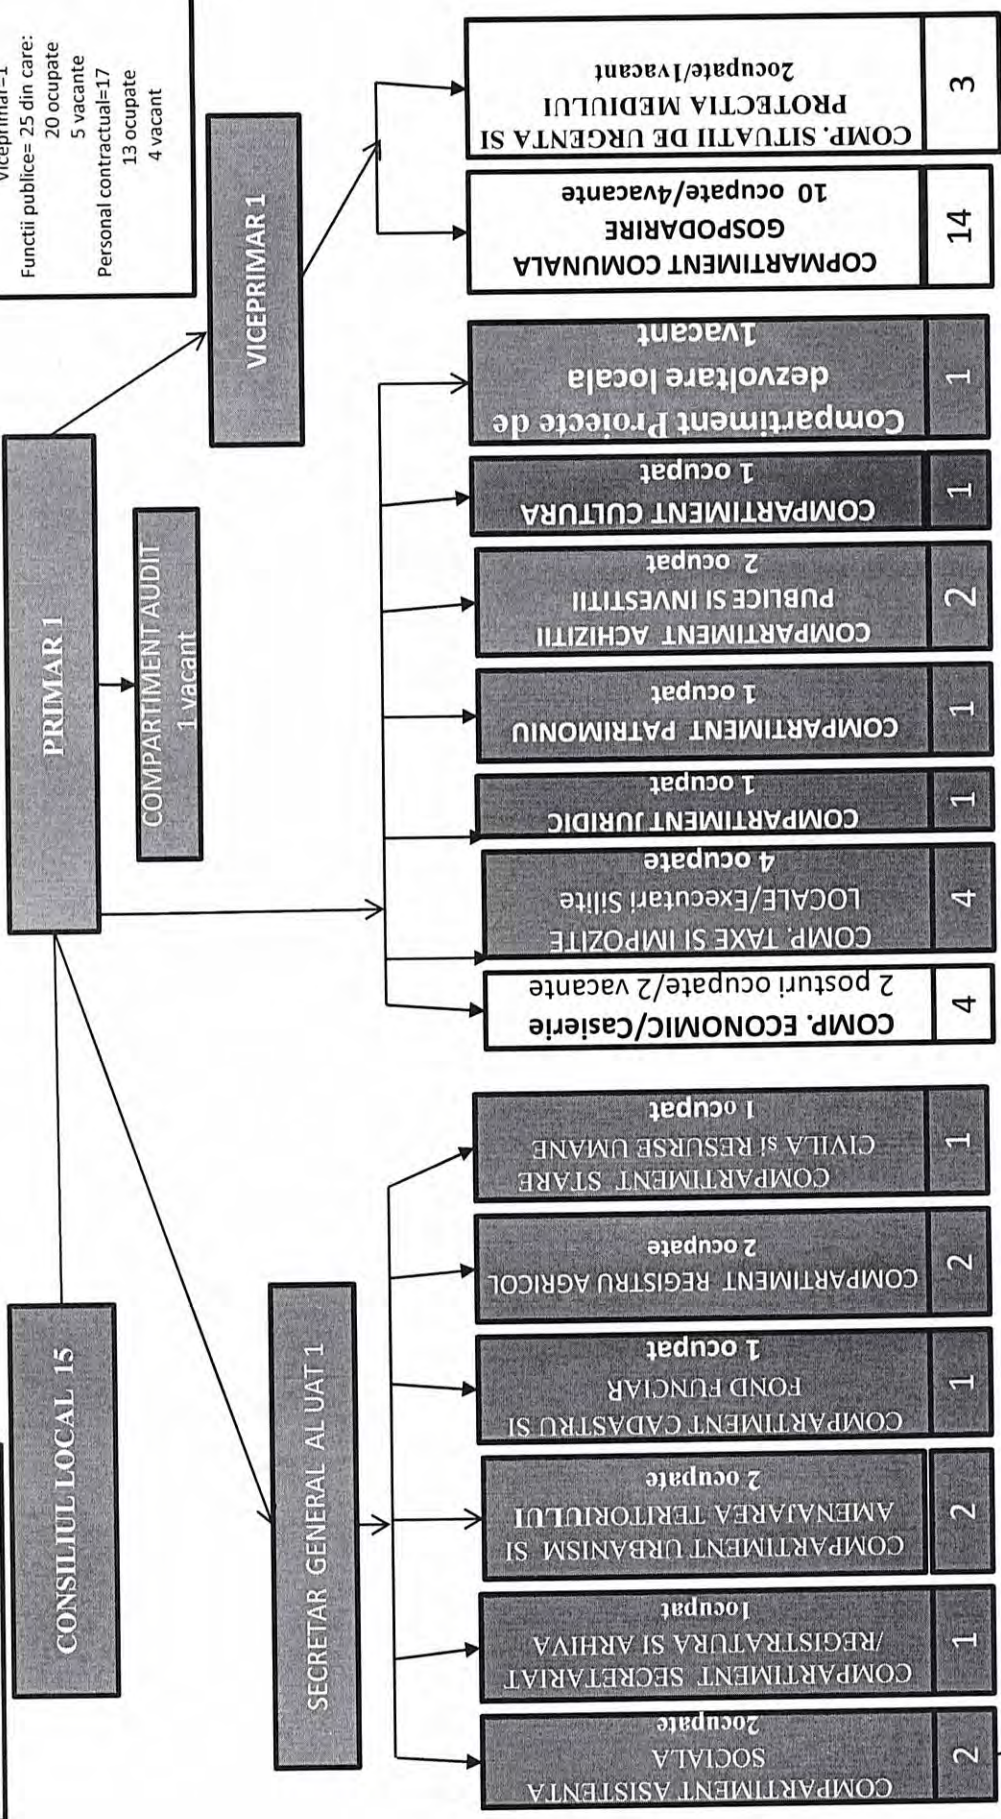 Viceprimar=1
Functii publice= 25 din care:
20 ocupate
5 vacante
Personal contractual=17
13 ocupate
4 vacant
CONSILIUL LOCAL 15
PRIMAR 1
COMPARTIMENT AUDIT
1 vacant
VICEPRIMAR 1
SECRETAR GENERAL AL UAT 1
COMPARTIMENT ASISTENTA
SOCIALA
2ocupate
2
COMPARTIMENT SECRETARIAT
/REGISTRATURA SI ARHIVA
1ocupat
1
COMPARTIMENT URBANISM SI
AMENAJAREA TERITORIULUI
2 ocupate
2
COMPARTIMENT CADASTRU SI
FOND FUNCIAR
1 ocupat
1
COMPARTIMENT REGISTRU AGRICOL
2 ocupate
2
COMPARTIMENT STARE
CIVILA si RESURSE UMANE
1 ocupat
1
COMP. ECONOMIC/Casierie
2 posturi ocupate/2 vacante
4
COMP. TAXE SI IMPOZITE
LOCALE/Executari Silite
4 ocupate
4
COMPARTIMENT JURIDIC
1 ocupat
1
COMPARTIMENT PATRIMONIU
1 ocupat
1
COMPARTIMENT ACHIZITII
PUBLICE SI INVESTITII
2 ocupat
2
COMPARTIMENT CULTURA
1 ocupat
1
Compartiment Proiecte de
dezvoltare locala
1vacant
1
COPMARTIMENT COMUNALA
GOSPODARIRE
10 ocupate/4vacante
14
COMP. SITUATII DE URGENTA SI
PROTECTIA MEDIULUI
2ocupate/1vacant
3